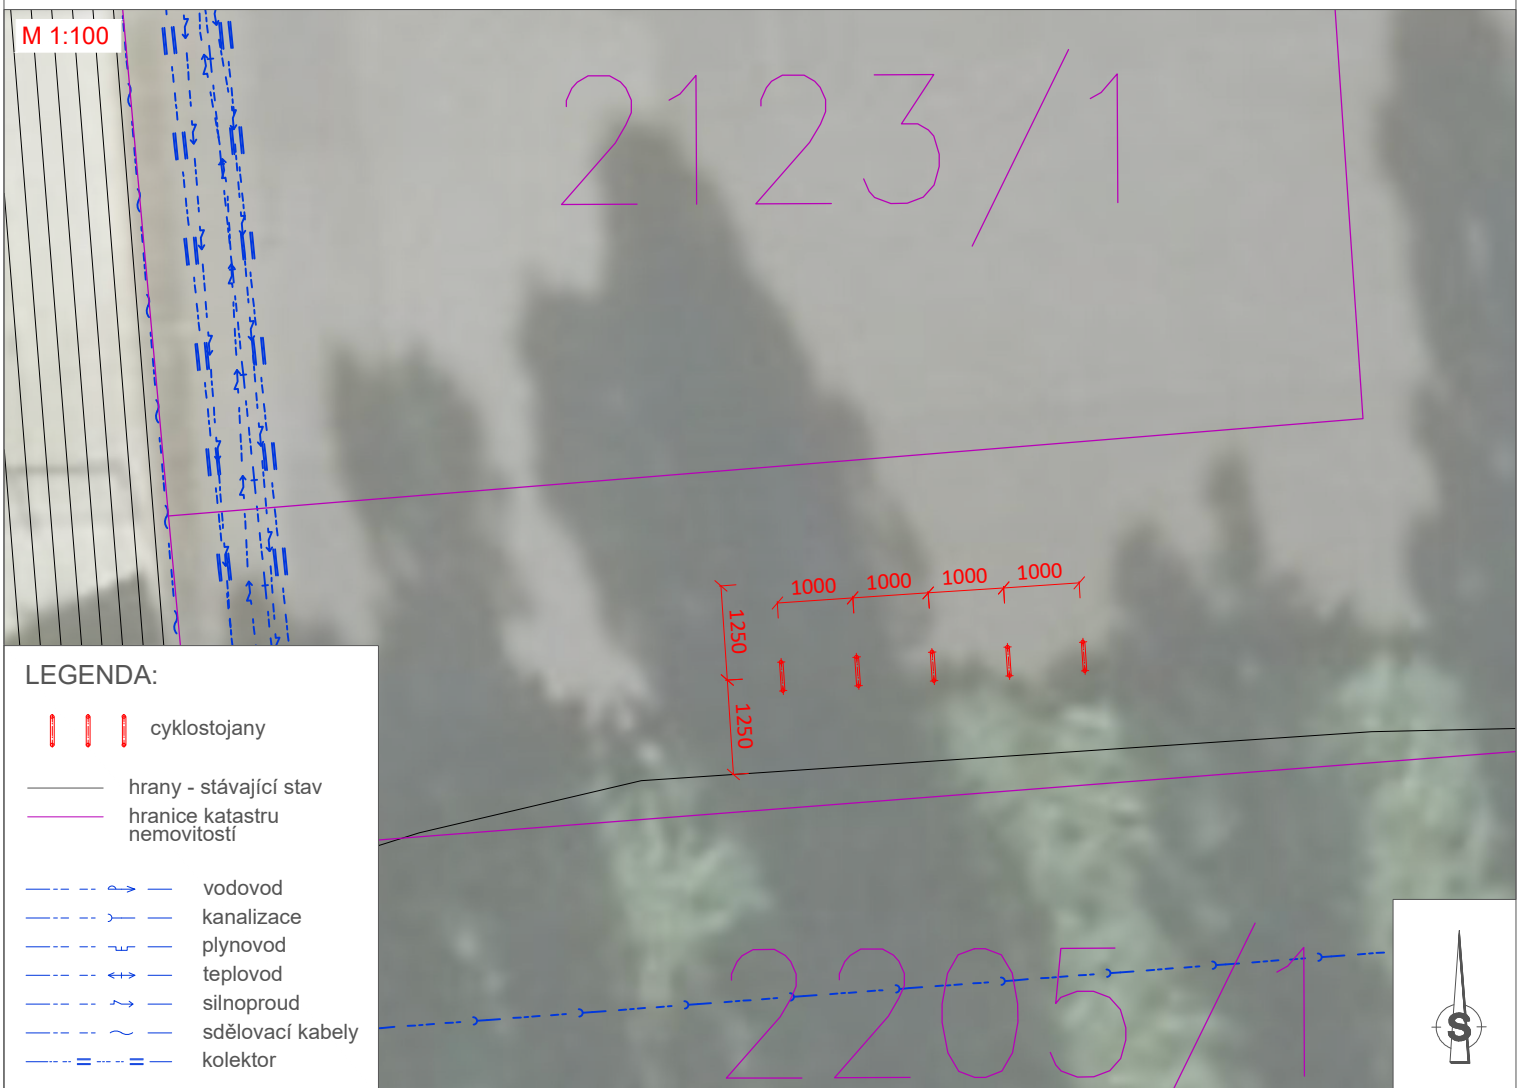 M 1:100
2123/1
1000 1000 1000 1000
1250
1250
LEGENDA:
cyklostojany
hrany - stávající stav
hranice katastru
nemovitostí
vodovod
kanalizace
plynovod
teplovod
silnoproud
sdělovací kabely
kolektor
2205/1
S